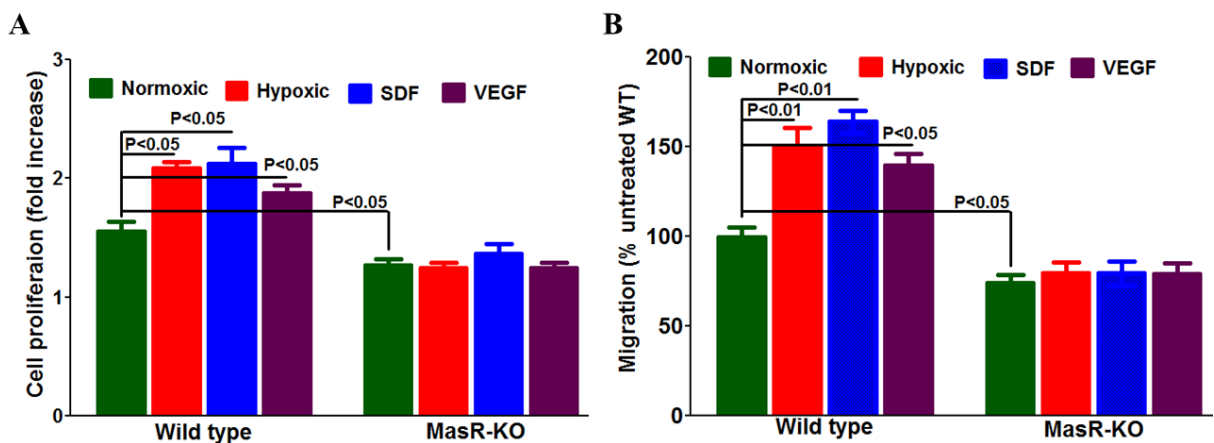 A
Cell proliferaion (fold increase)
3
2
1
0
Normoxic Hypoxic SDF VEGF
P<0.05
P<0.05
P<0.05
P<0.05
Wild type MasR-KO
B
Migration (% untreated WT)
200
150
100
50
0
Normoxic Hypoxic SDF VEGF
P<0.01
P<0.01
P<0.05
P<0.05
Wild type MasR-KO